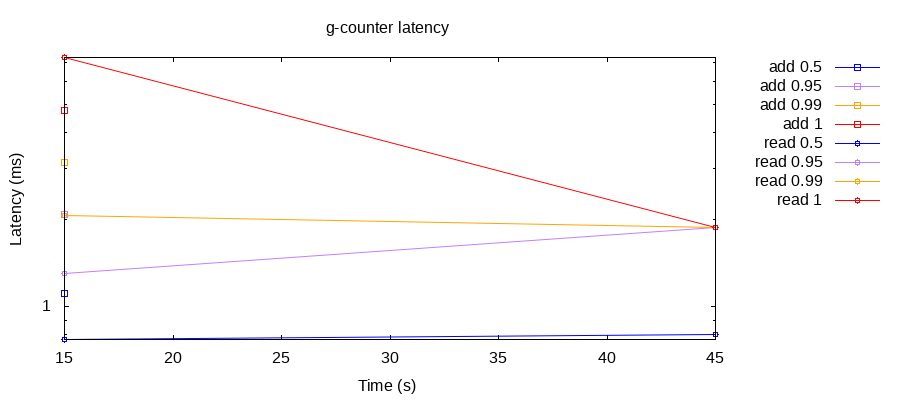 g-counter latency
add 0.5
add 0.95
add 0.99
add 1
read 0.5
read 0.95
read 0.99
read 1
Latency (ms)
1
15 20 25 30 35 40 45
Time (s)